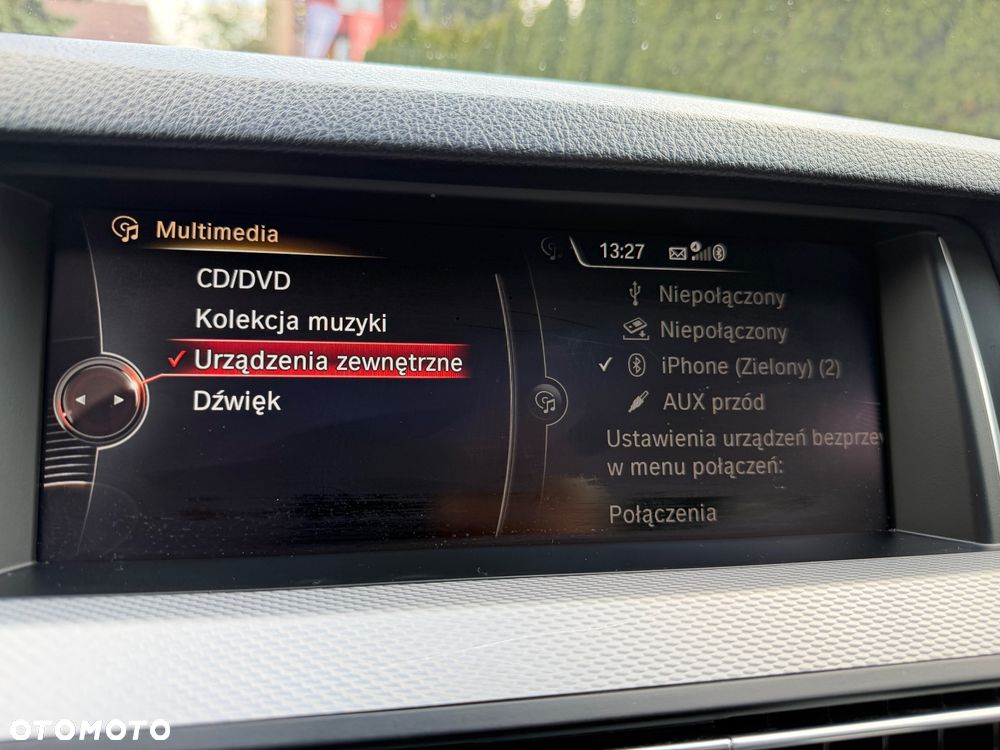 Multimedia
CD/DVD
Kolekcja muzyki
Urządzenia zewnętrzne
Dźwięk
13:27
Niepołączony
Niepołączony
iPhone (Zielony) (2)
AUX przód
Ustawienia urządzeń bezprze
w menu połączeń:
Połączenia
OTOMOTO